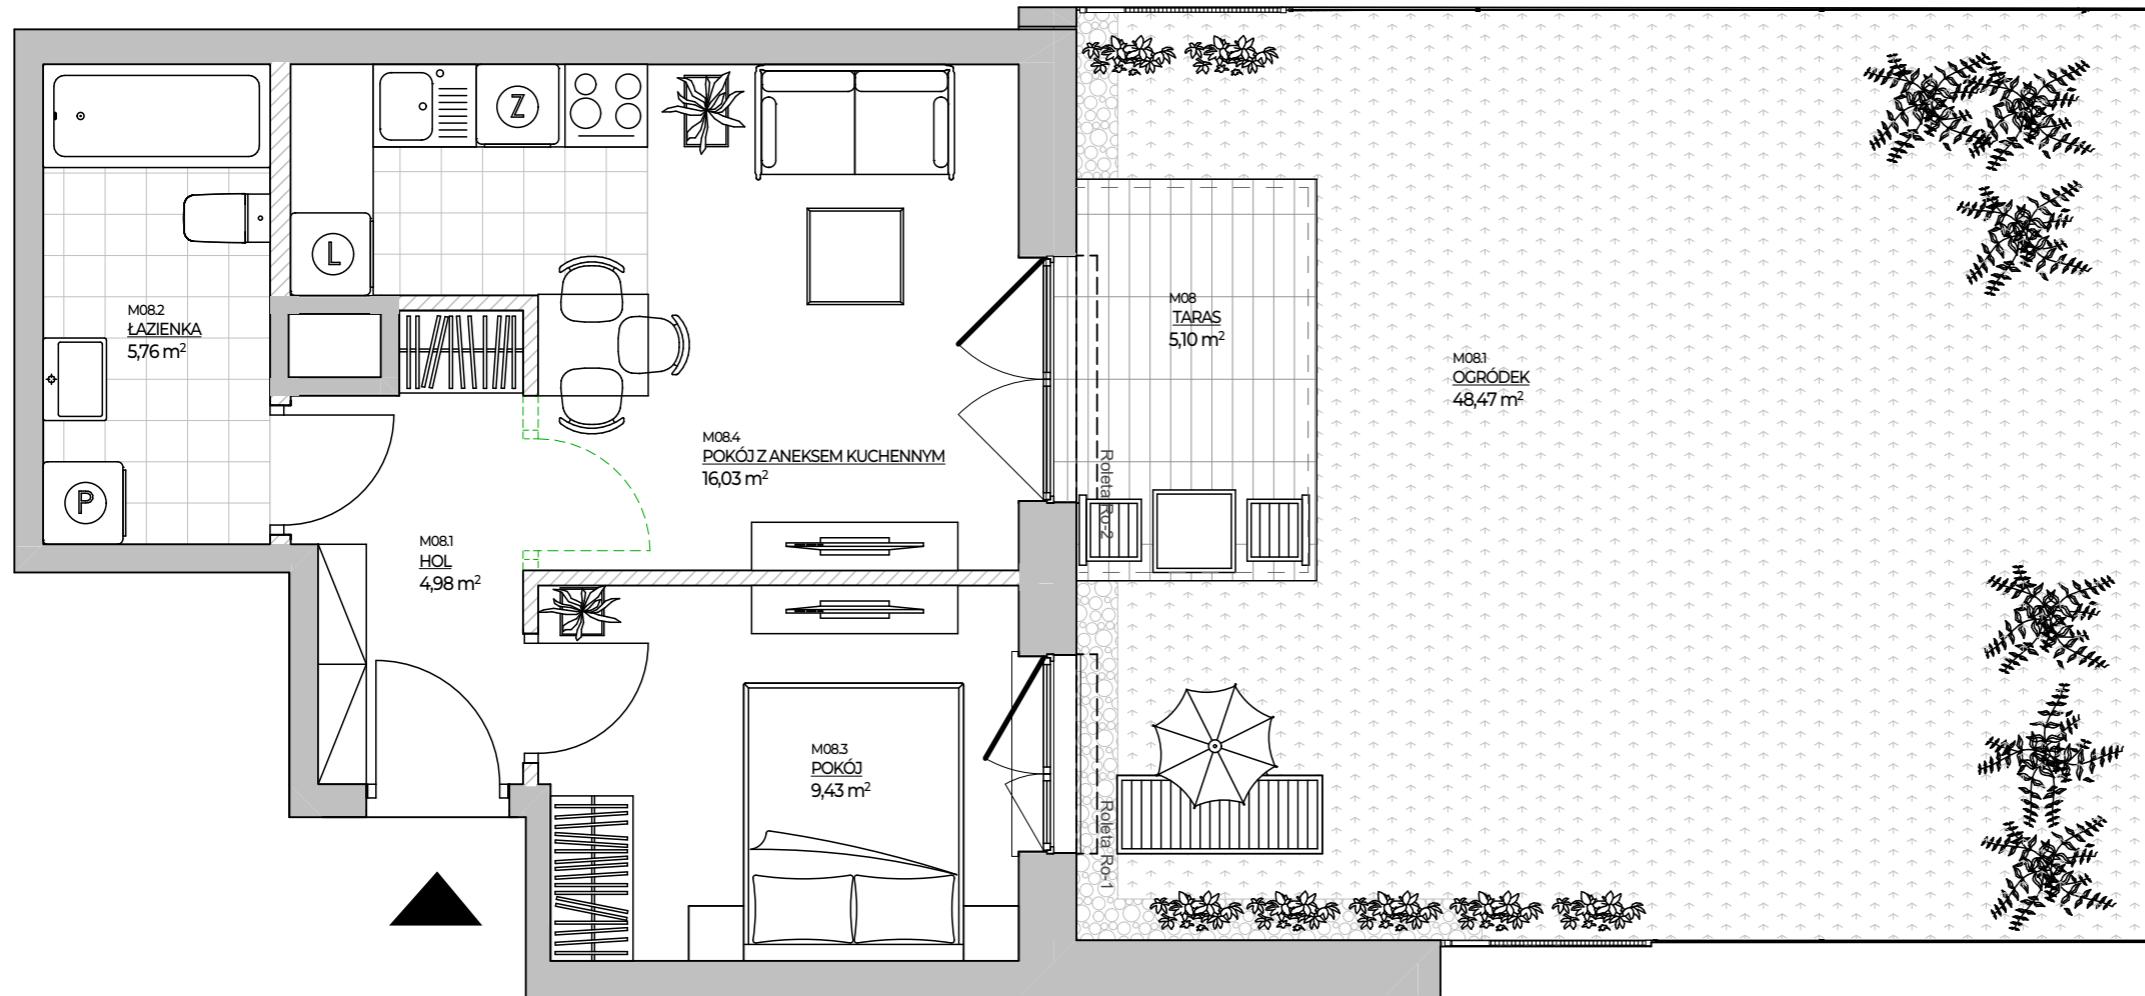 Z
L
M08.2
ŁAZIENKA
5,76 m²
P
M08.1
HOL
4,98 m²
M08.4
POKÓJ Z ANEKSEM KUCHENNYM
16,03 m²
M08.3
POKÓJ
9,43 m²
M08
TARAS
5,10 m²
Roleta Ro-2
Roleta Ro-1
M08.1
OGRÓDEK
48,47 m²